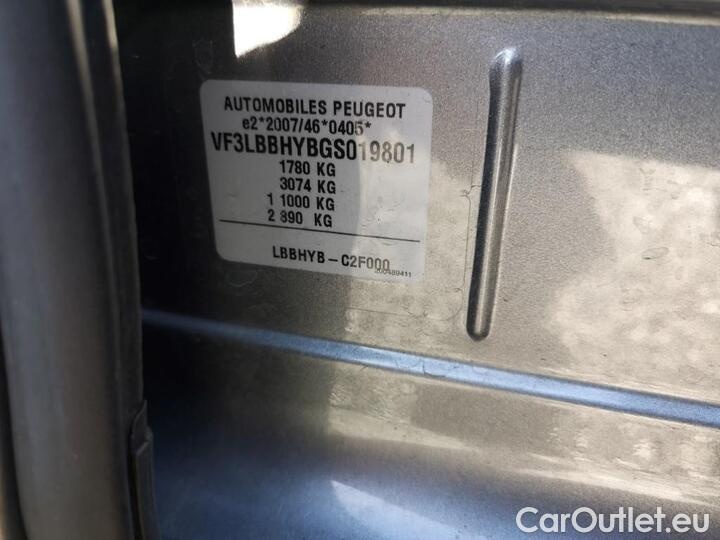 AUTOMOBILES PEUGEOT
e2*2007/46*0405*
VF3LBBHYBGS019801
1780 KG
3074 KG
1 1000 KG
2 890 KG
LBBHYB-C2F000
200489411
CarOutlet.eu